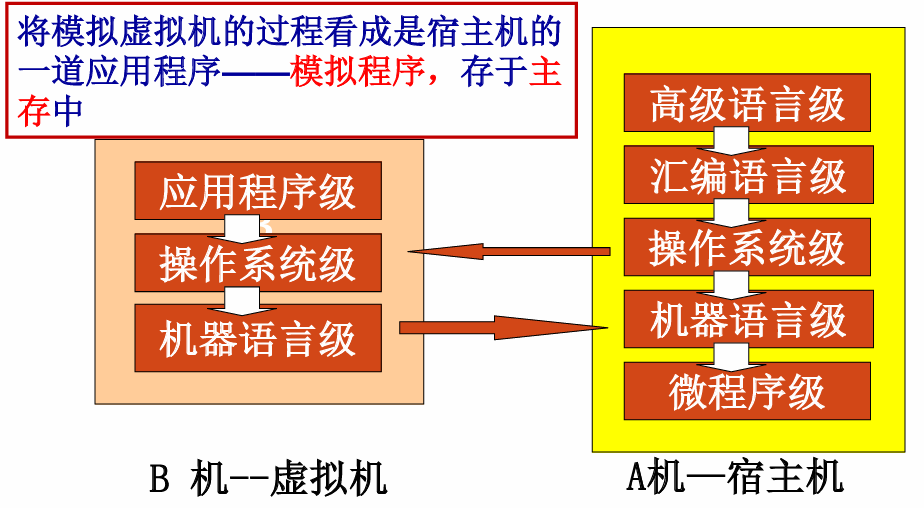 将模拟虚拟机的过程看成是宿主机的
一道应用程序——模拟程序，存于主
存中
应用程序级
操作系统级
机器语言级
B 机--虚拟机
高级语言级
汇编语言级
操作系统级
机器语言级
微程序级
A机—宿主机